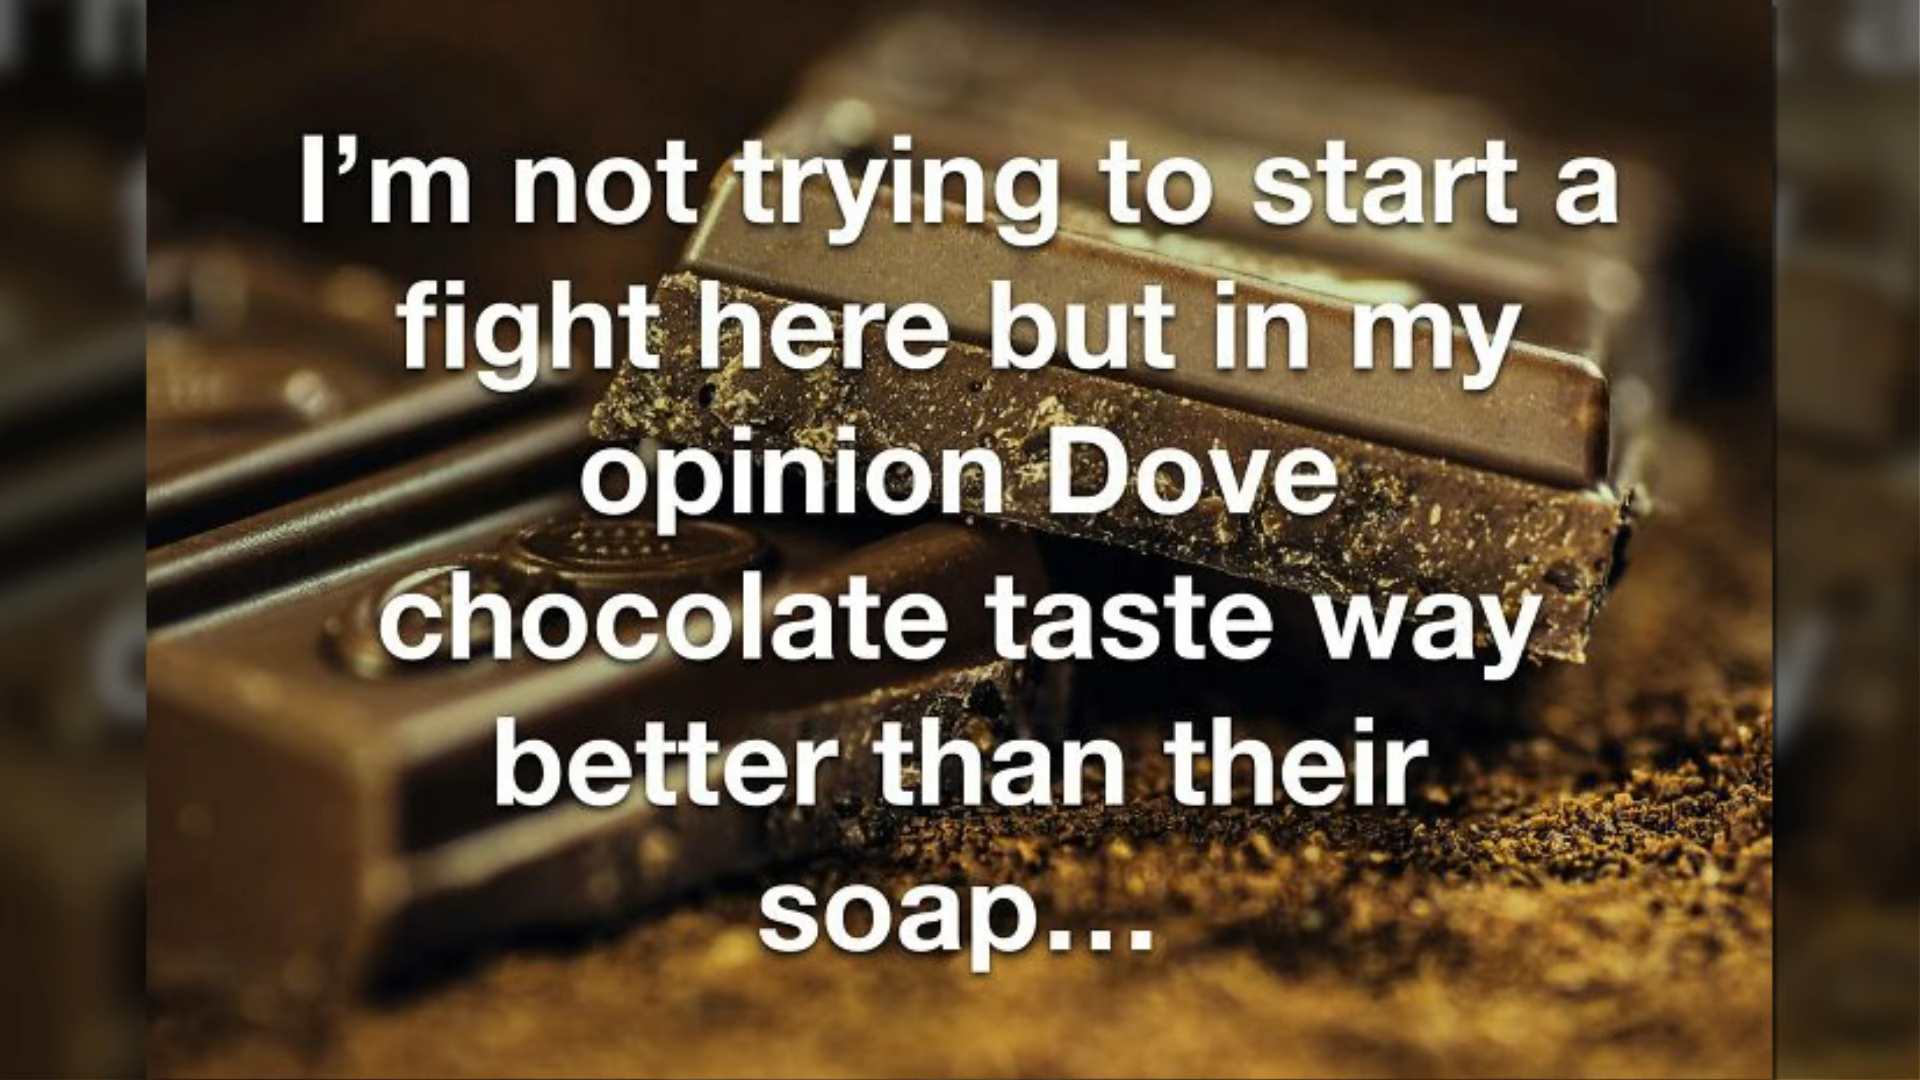 I’m not trying to start a
fight here but in my
opinion Dove
chocolate taste way
better than their
soap...